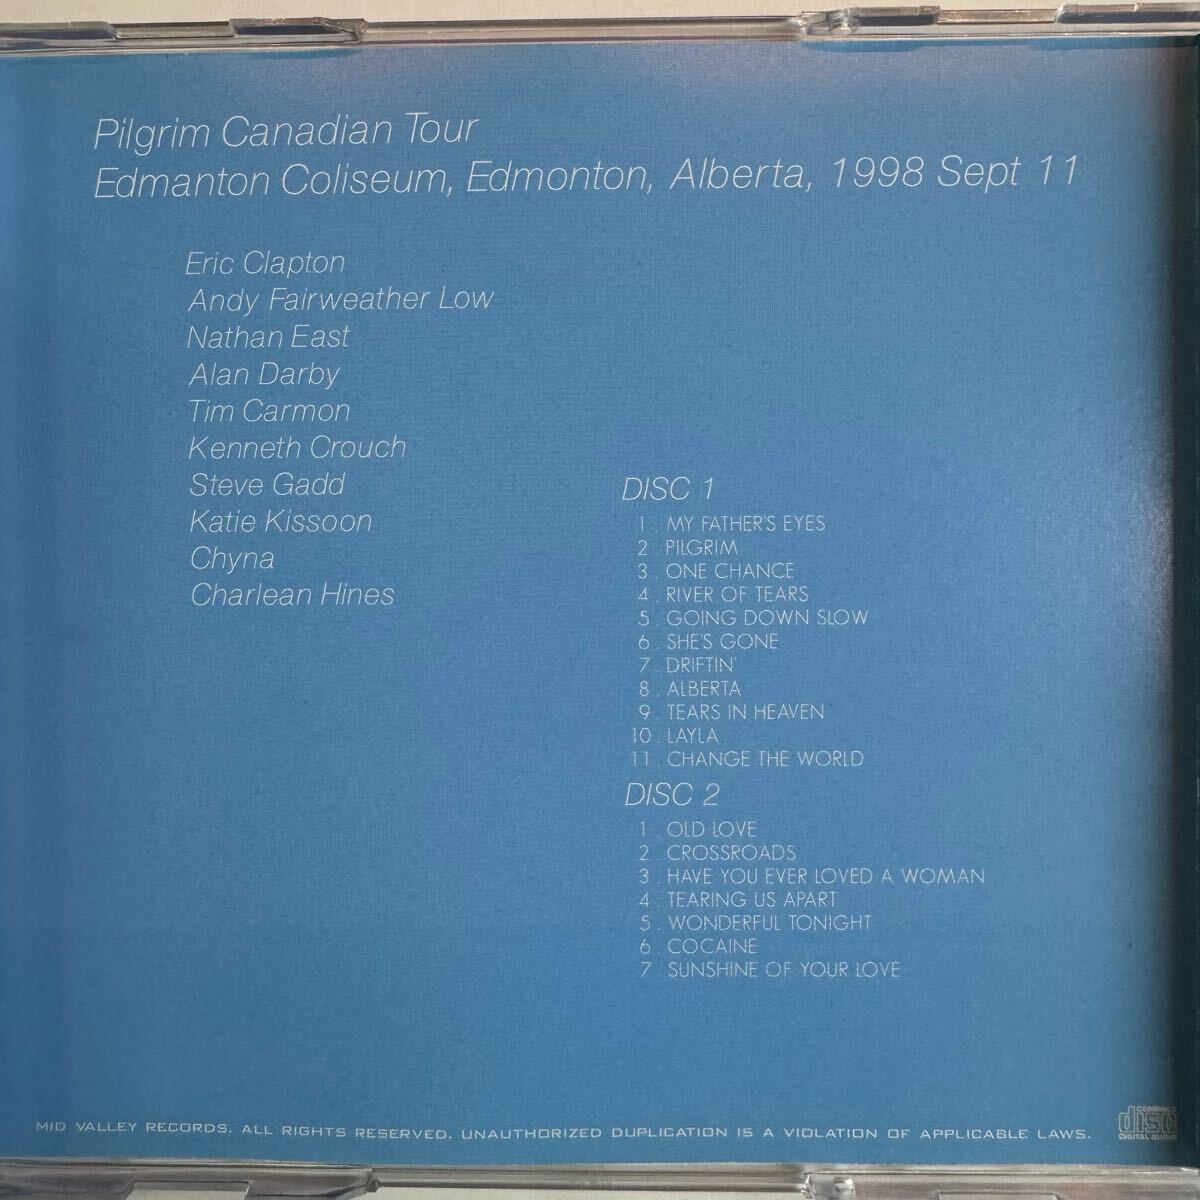 Pilgrim Canadian Tour
Edmanton Coliseum, Edmonton, Alberta, 1998 Sept 11
Eric Clapton
Andy Fairweather Low
Nathan East
Alan Darby
Tim Carmon
Kenneth Crouch
Steve Gadd
Katie Kissoon
Chyna
Charlean Hines
DISC 1
1. MY FATHER'S EYES
2. PILGRIM
3. ONE CHANCE
4. RIVER OF TEARS
5. GOING DOWN SLOW
6. SHE'S GONE
7. DRIFTIN'
8. ALBERTA
9. TEARS IN HEAVEN
10. LAYLA
11. CHANGE THE WORLD
DISC 2
1. OLD LOVE
2. CROSSROADS
3. HAVE YOU EVER LOVED A WOMAN
4. TEARING US APART
5. WONDERFUL TONIGHT
6. COCAINE
7. SUNSHINE OF YOUR LOVE
MID VALLEY RECORDS. ALL RIGHTS RESERVED. UNAUTHORIZED DUPLICATION IS A VIOLATION OF APPLICABLE LAWS.
COMPACT
disc
DIGITAL AUDIO